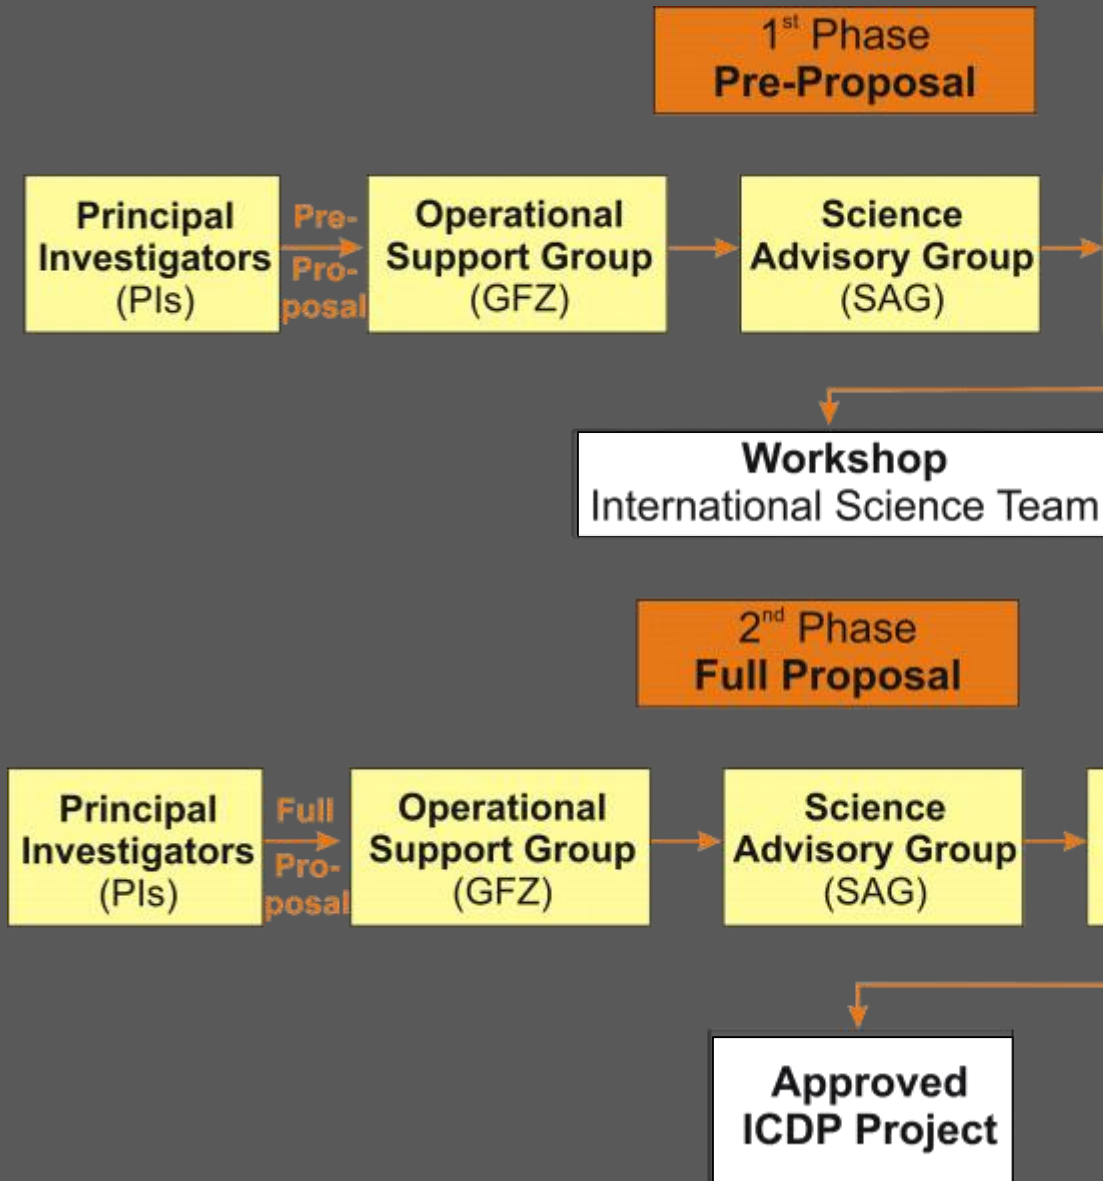 1st Phase
Pre-Proposal
Principal
Investigators
(PIs)
Pre-
Pro-
posal
Operational
Support Group
(GFZ)
Science
Advisory Group
(SAG)
Workshop
International Science Team
2nd Phase
Full Proposal
Principal
Investigators
(PIs)
Full
Pro-
posal
Operational
Support Group
(GFZ)
Science
Advisory Group
(SAG)
Approved
ICDP Project